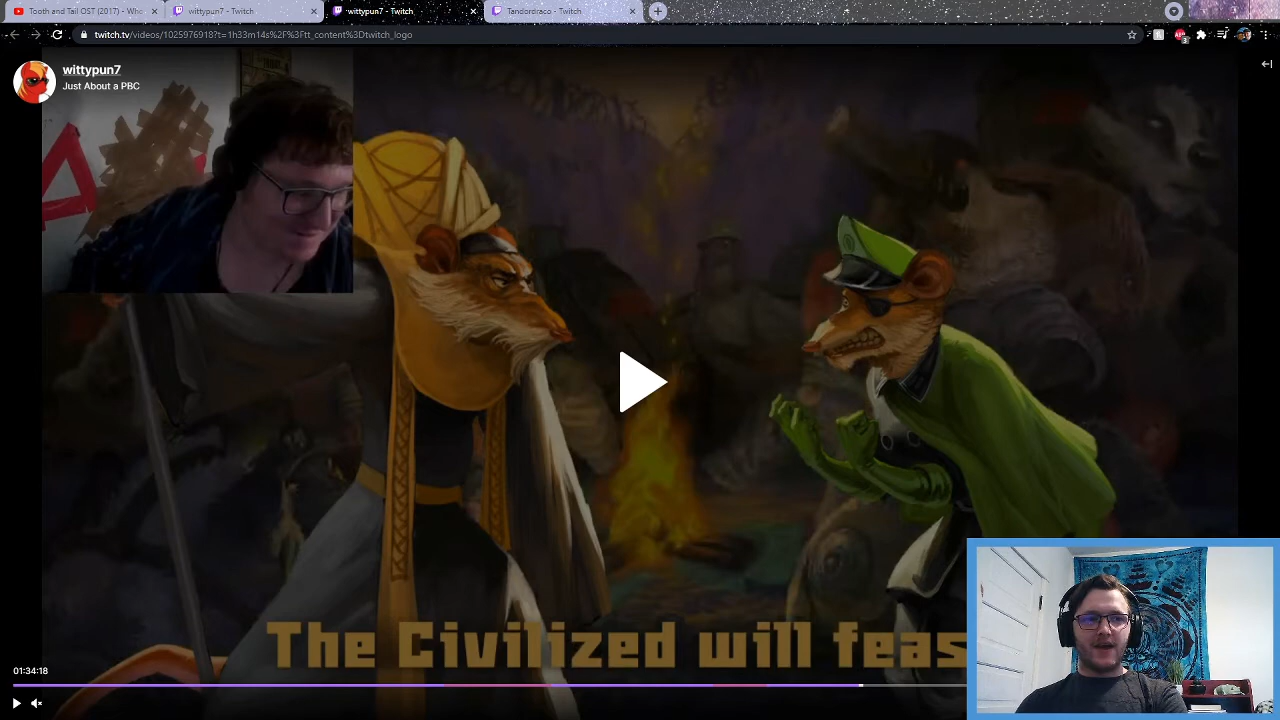 Tooth and Tail OST (2017) - Who
wittypun7 - Twitch
wittypun7 - Twitch
Tandordraco - Twitch
twitch.tv/videos/1025976918?t=1h33m14s%2F%3Ftt_content%3Dtwitch_logo
wittypun7
Just About a PBC
The Civilized will feas
01:34:18